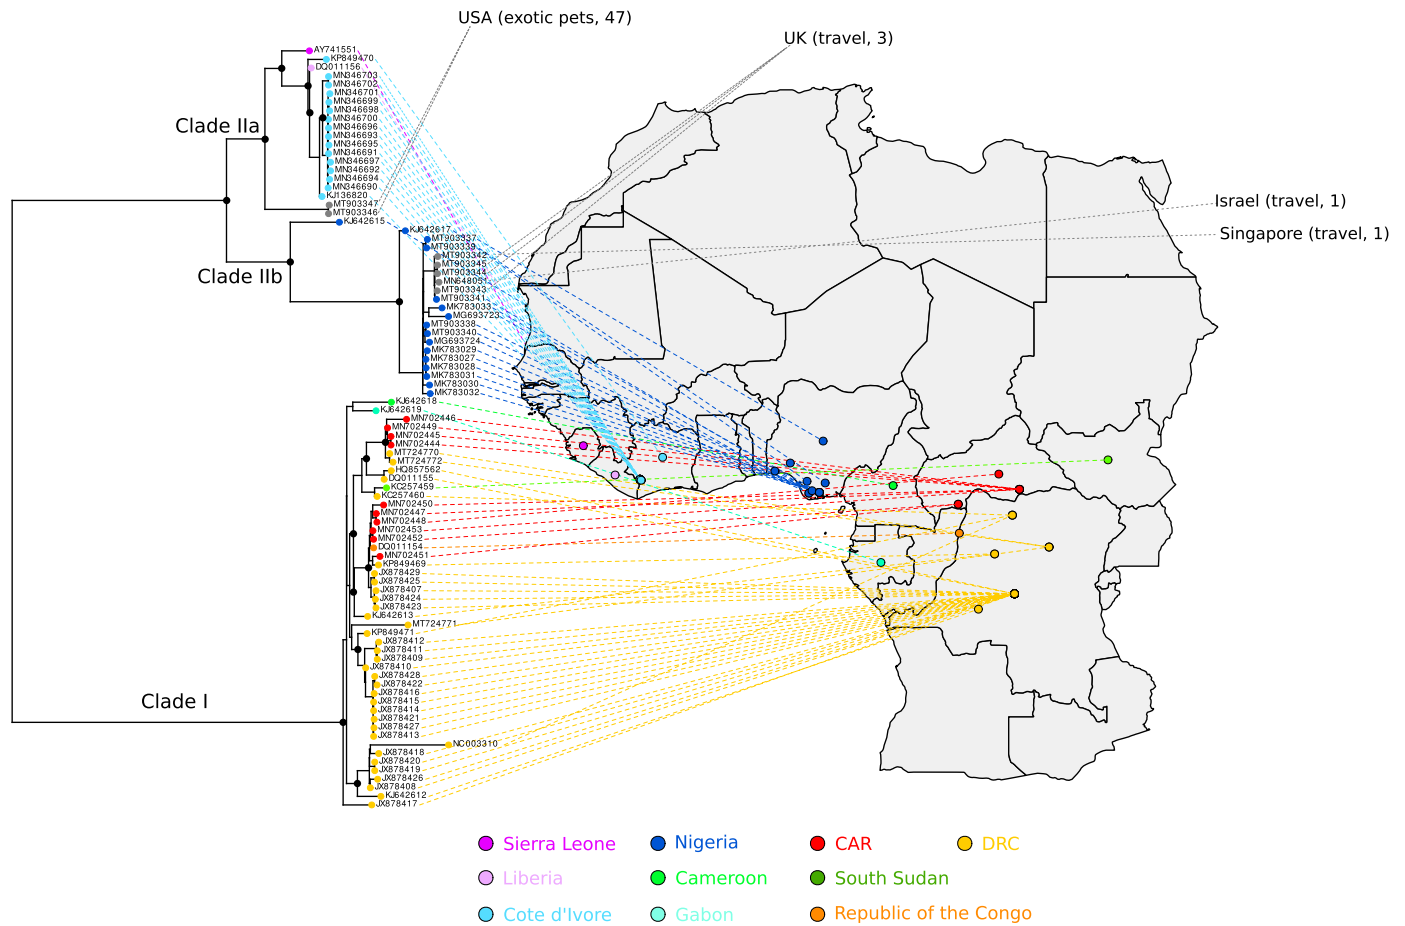 USA (exotic pets, 47)
UK (travel, 3)
Israel (travel, 1)
Singapore (travel, 1)
Clade IIa
Clade IIb
Clade I
AY741551
KP849470
DQ011156
MN346703
MN346702
MN346701
MN346699
MN346698
MN346700
MN346696
MN346693
MN346695
MN346691
MN346697
MN346692
MN346694
MN346690
KJ136820
MT903347
MT903346
KJ642615
KJ642617
MT903337
MT903339
MT903342
MT903345
MT903344
MN648051
MT903343
MT903341
MK783033
MG693723
MT903338
MT903340
MG693724
MK783029
MK783027
MK783028
MK783031
MK783030
MK783032
KJ642618
KJ642619
MN702446
MN702449
MN702445
MN702444
MT724770
MT724772
HQ857562
DQ011155
KC257459
KC257460
MN702450
MN702447
MN702448
MN702453
MN702452
DQ011154
MN702451
KP849469
JX878429
JX878425
JX878407
JX878424
JX878423
KJ642613
MT724771
KP849471
JX878412
JX878411
JX878409
JX878410
JX878428
JX878422
JX878416
JX878415
JX878414
JX878421
JX878427
JX878413
NC003310
JX878418
JX878420
JX878419
JX878426
JX878408
KJ642612
JX878417
Sierra Leone
Nigeria
CAR
DRC
Liberia
Cameroon
South Sudan
Cote d'Ivore
Gabon
Republic of the Congo